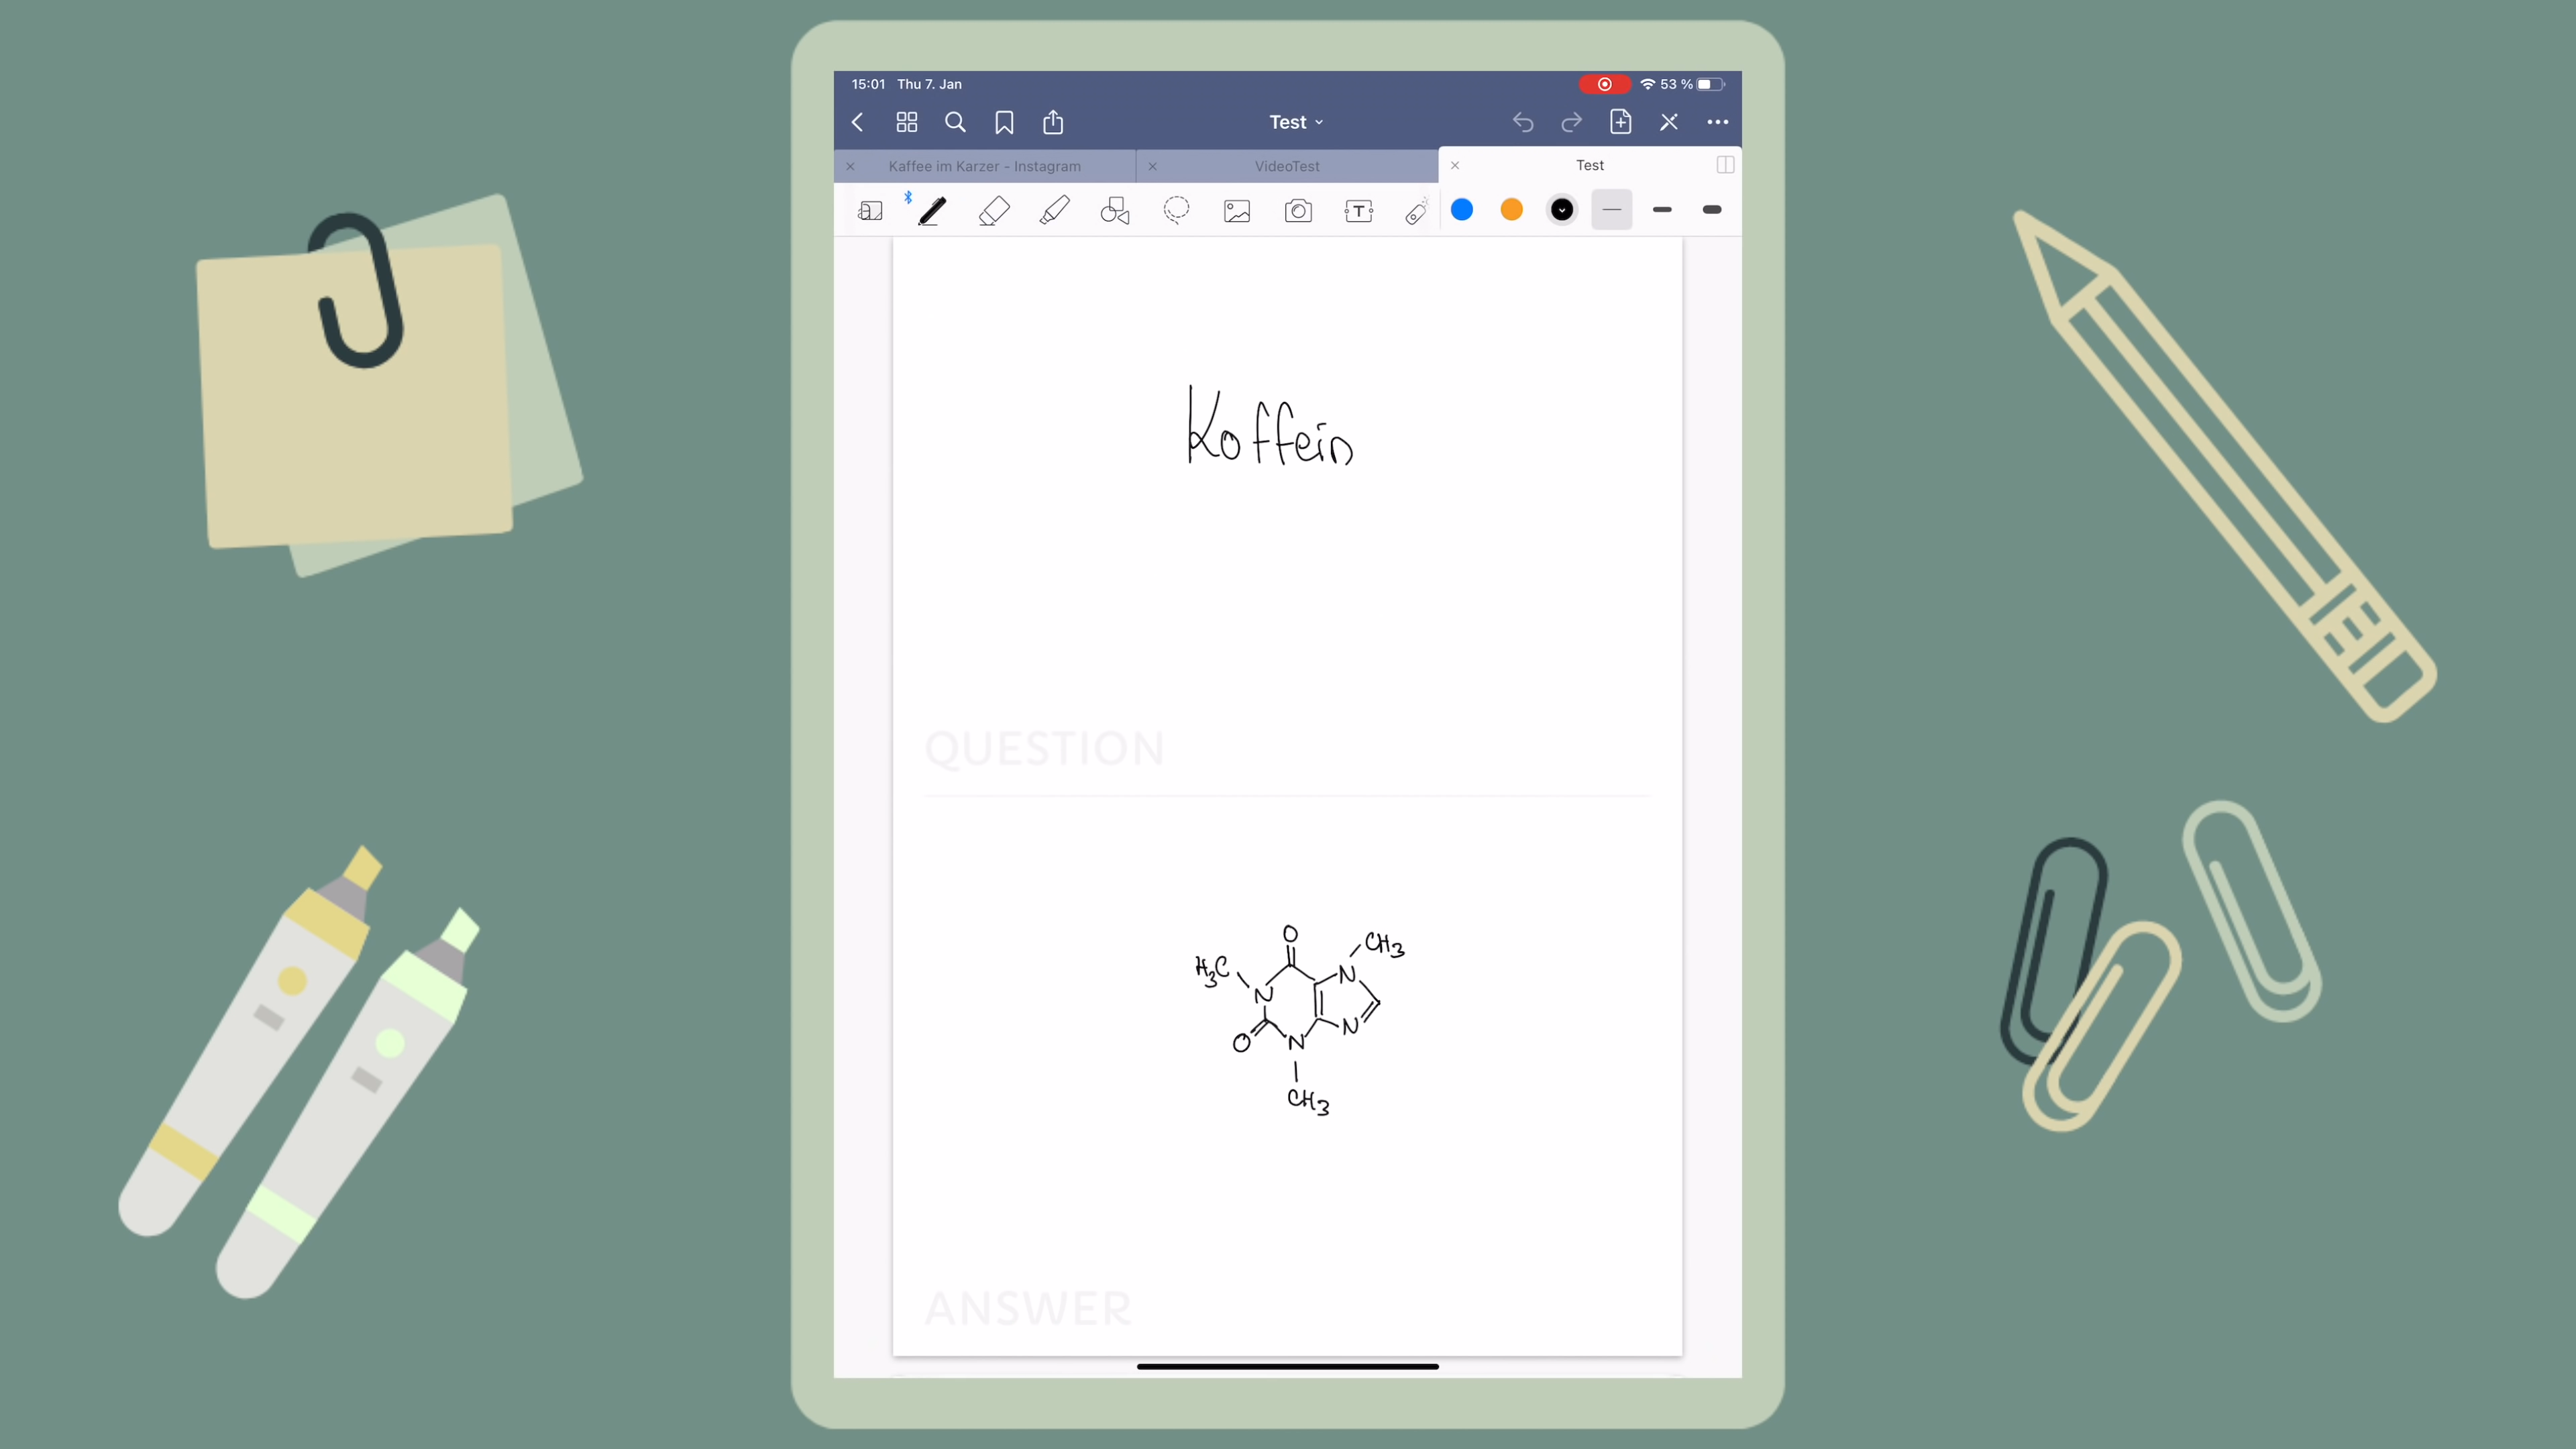 15:01 Thu 7. Jan 53 %
Test
Kaffee im Karzer - Instagram VideoTest Test
T
Koffein
QUESTION
O
CH3
H3C
N
N
O
N
N
CH3
ANSWER